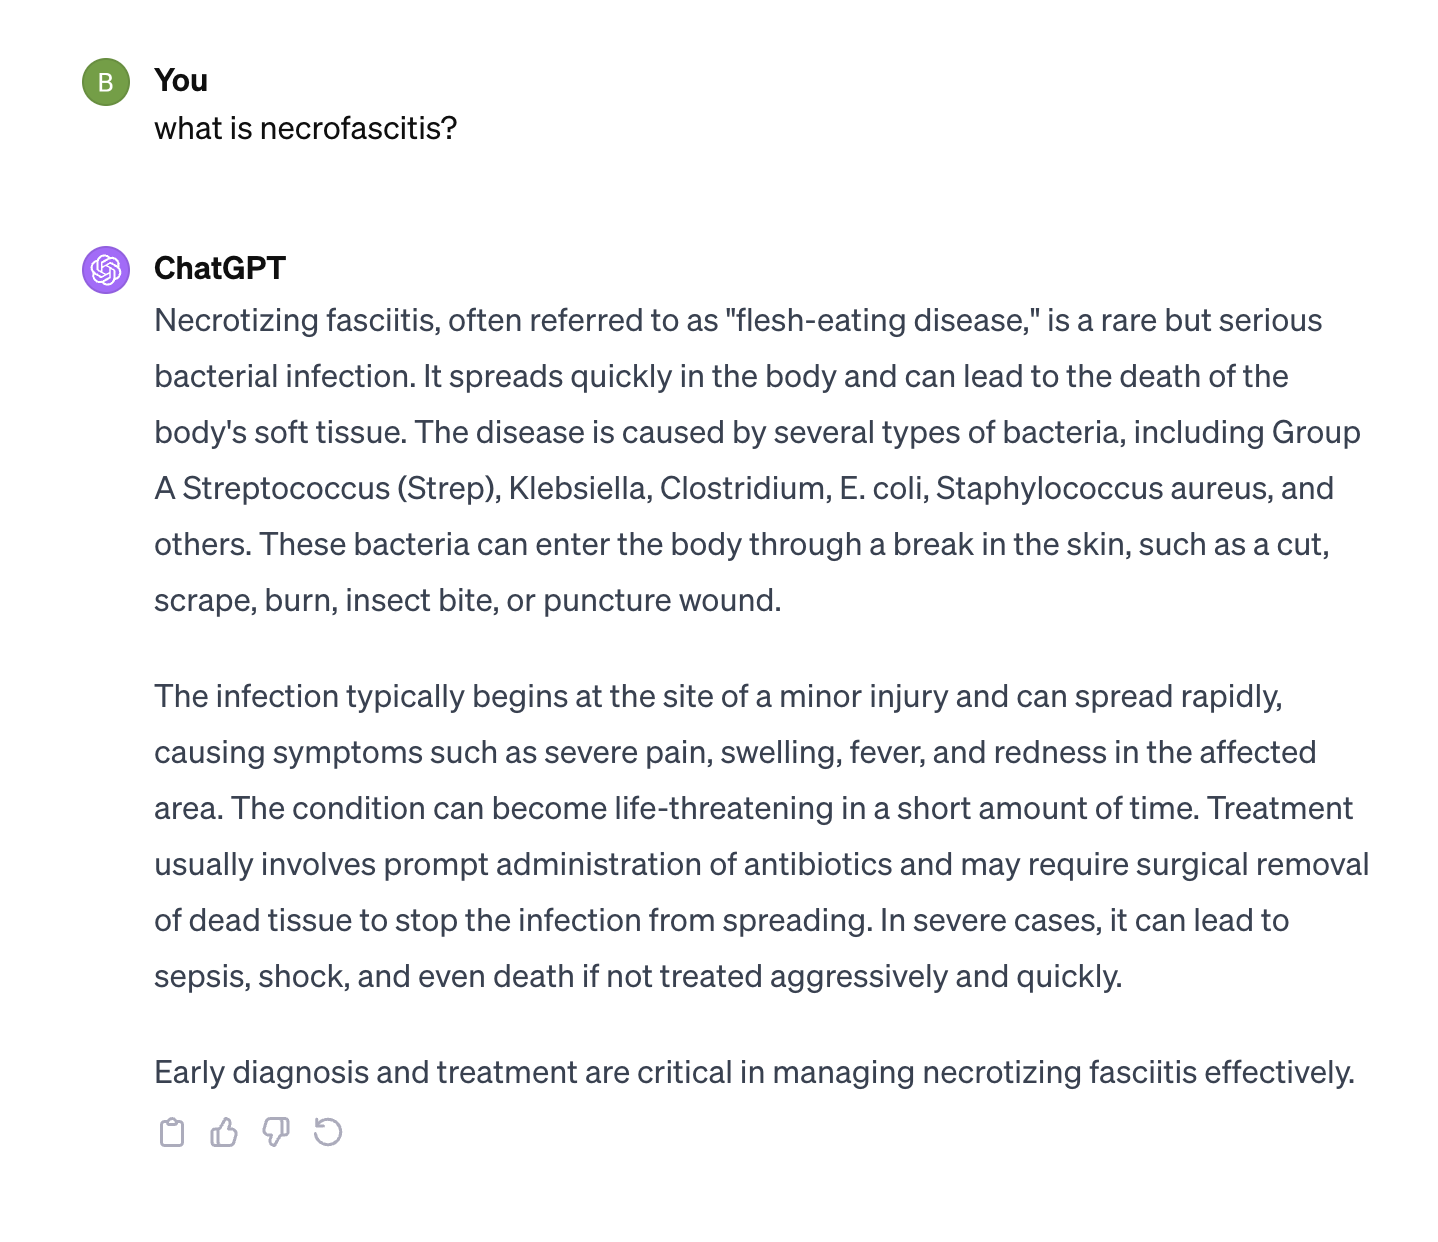 B
You
what is necrofascitis?
ChatGPT
Necrotizing fasciitis, often referred to as "flesh-eating disease," is a rare but serious
bacterial infection. It spreads quickly in the body and can lead to the death of the
body's soft tissue. The disease is caused by several types of bacteria, including Group
A Streptococcus (Strep), Klebsiella, Clostridium, E. coli, Staphylococcus aureus, and
others. These bacteria can enter the body through a break in the skin, such as a cut,
scrape, burn, insect bite, or puncture wound.
The infection typically begins at the site of a minor injury and can spread rapidly,
causing symptoms such as severe pain, swelling, fever, and redness in the affected
area. The condition can become life-threatening in a short amount of time. Treatment
usually involves prompt administration of antibiotics and may require surgical removal
of dead tissue to stop the infection from spreading. In severe cases, it can lead to
sepsis, shock, and even death if not treated aggressively and quickly.
Early diagnosis and treatment are critical in managing necrotizing fasciitis effectively.